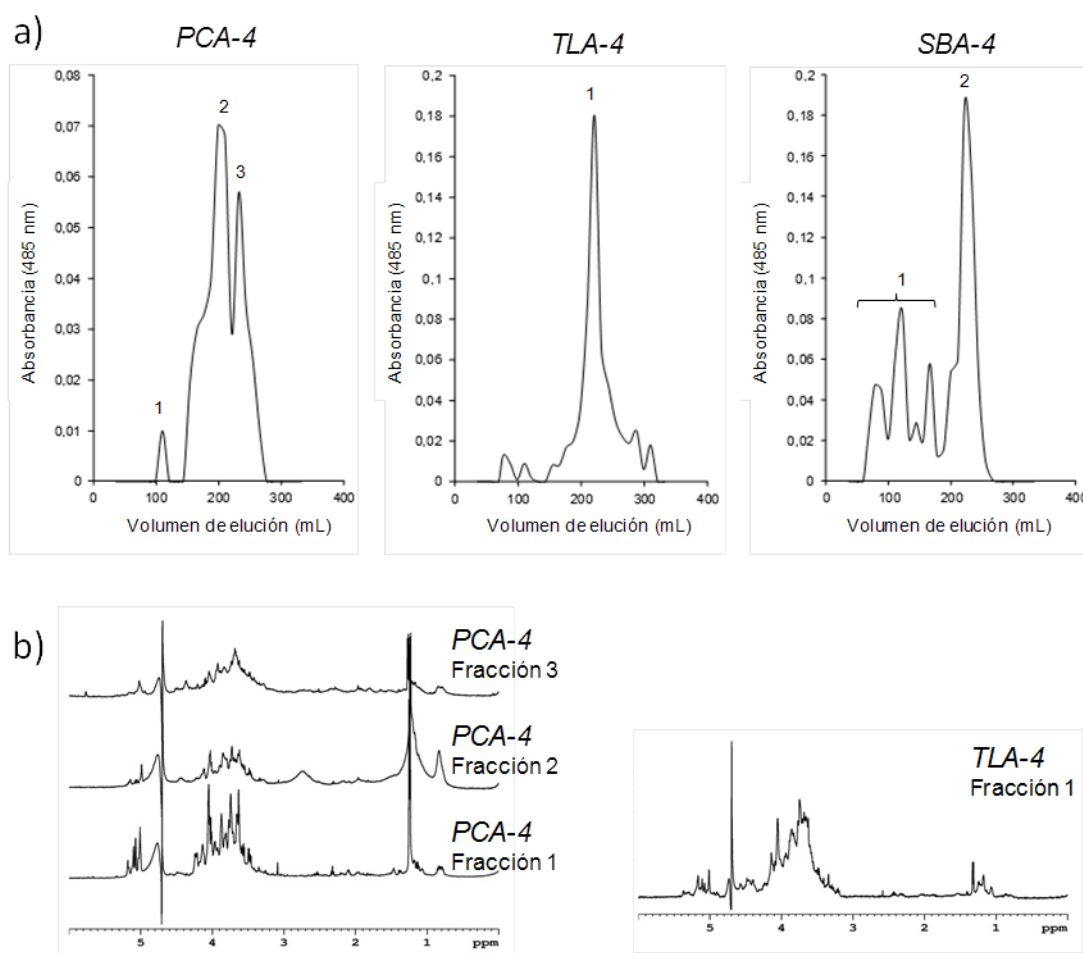 a)
PCA-4
TLA-4
SBA-4
0,08
0,07
0,06
0,05
0,04
0,03
0,02
0,01
0
Absorbancia (485 nm)
1
2
3
0 100 200 300 400
Volumen de elución (mL)
0,2
0,18
0,16
0,14
0,12
0,1
0,08
0,06
0,04
0,02
0
Absorbancia (485 nm)
1
0 100 200 300 400
Volumen de elución (mL)
0,2
0,18
0,16
0,14
0,12
0,1
0,08
0,06
0,04
0,02
0
Absorbancia (485 nm)
1
2
0 100 200 300 400
Volumen de elución (mL)
b)
PCA-4
Fracción 3
PCA-4
Fracción 2
PCA-4
Fracción 1
5 4 3 2 1 ppm
TLA-4
Fracción 1
5 4 3 2 1 ppm